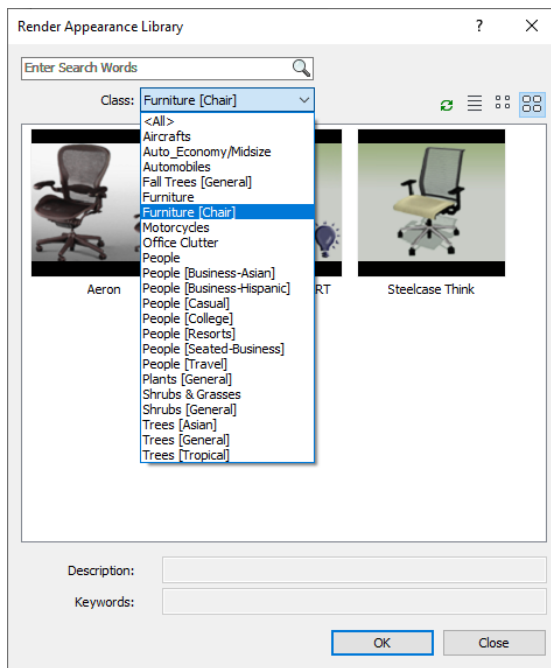 Render Appearance Library
Enter Search Words
Class: Furniture [Chair]
<All>
Aircrafts
Auto_Economy/Midsize
Automobiles
Fall Trees [General]
Furniture
Furniture [Chair]
Motorcycles
Office Clutter
People
People [Business-Asian]
People [Business-Hispanic]
People [Casual]
People [College]
People [Resorts]
People [Seated-Business]
People [Travel]
Plants [General]
Shrubs & Grasses
Shrubs [General]
Trees [Asian]
Trees [General]
Trees [Tropical]
Aeron
RT
Steelcase Think
Description:
Keywords:
OK
Close